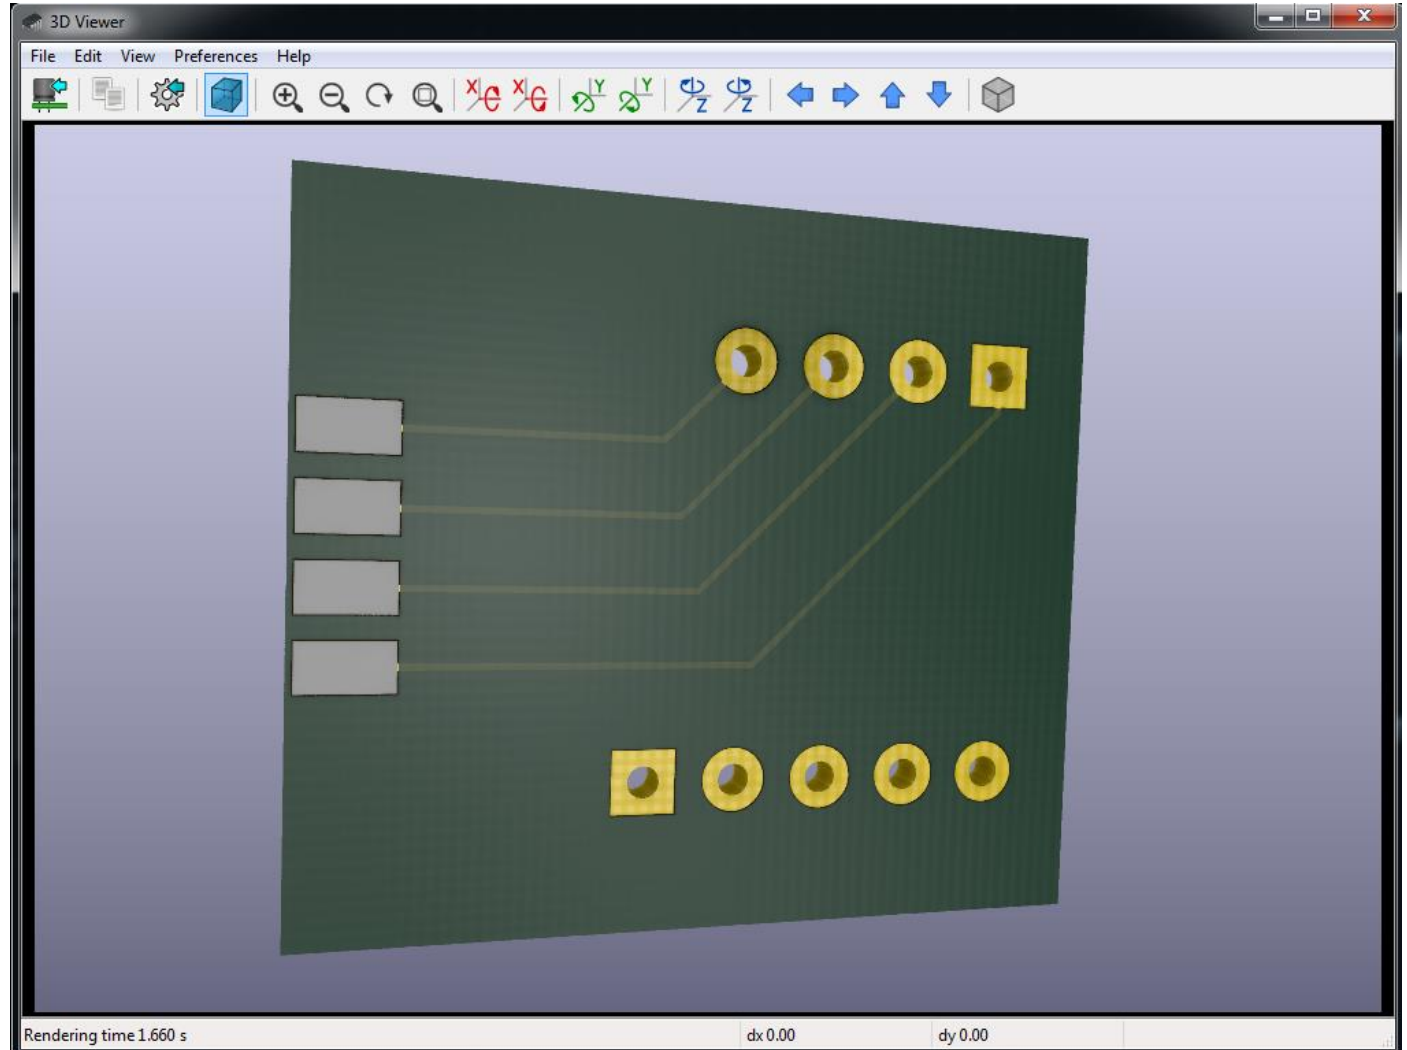 3D Viewer
File Edit View Preferences Help
X X Y Y Z Z
Rendering time 1.660 s dx 0.00 dy 0.00